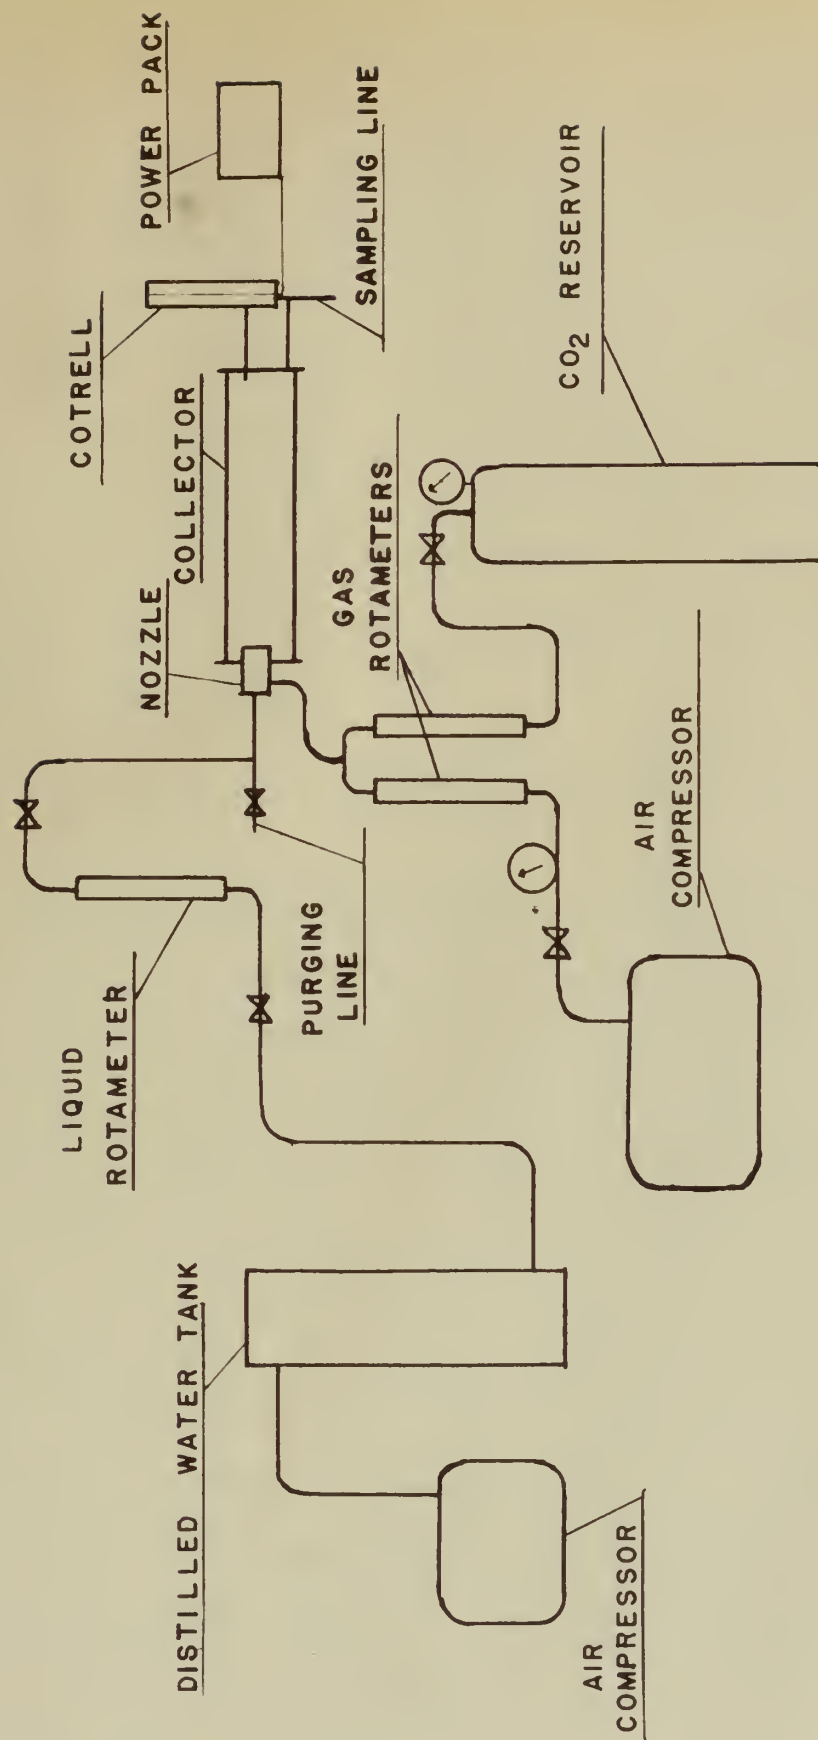 POWER PACK
COTRELL
SAMPLING LINE
COLLECTOR
NOZZLE
CO2 RESERVOIR
GAS
ROTAMETERS
LIQUID
ROTAMETER
PURGING
LINE
AIR
COMPRESSOR
DISTILLED WATER TANK
AIR
COMPRESSOR